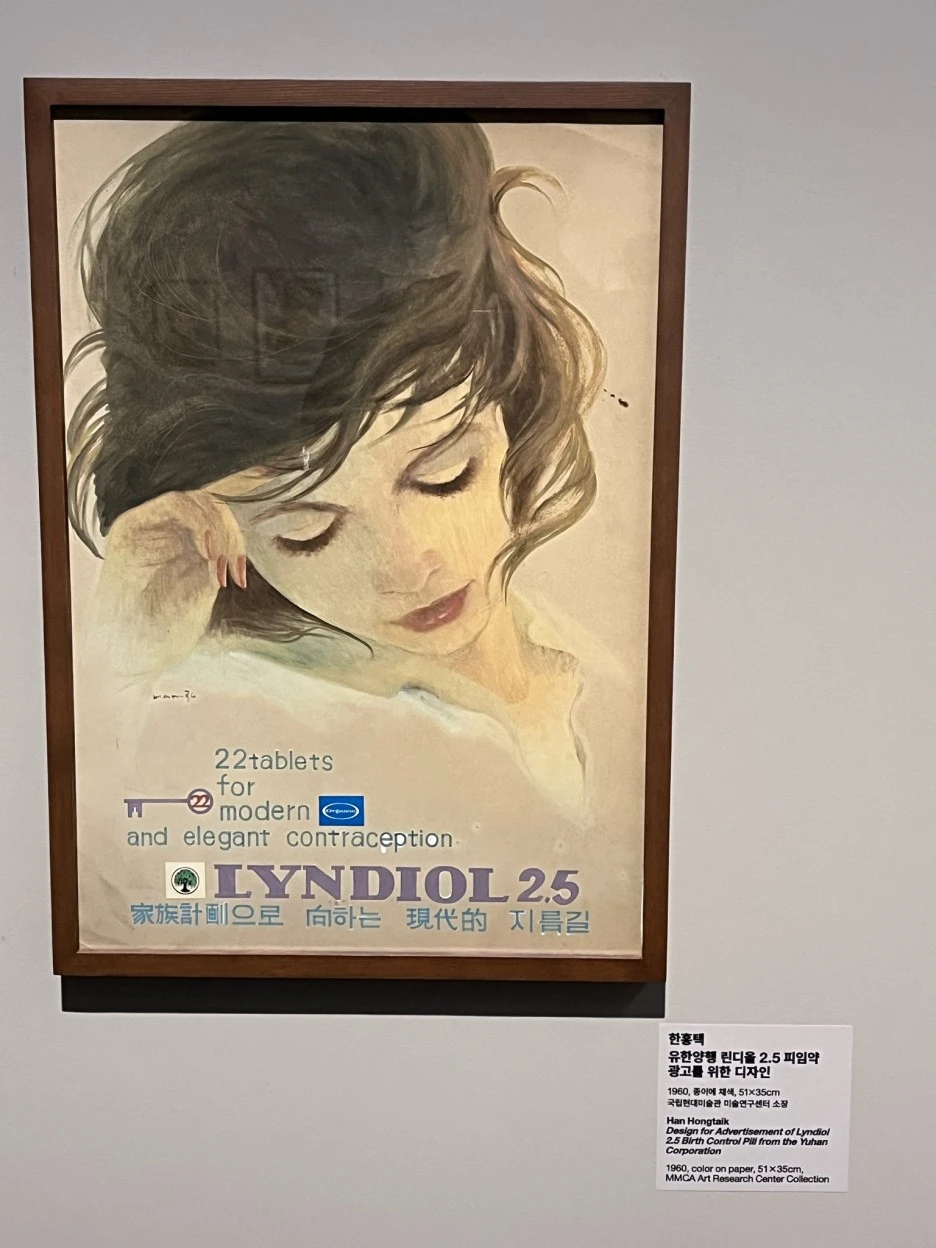 22tablets
for
22
modern Organon
and elegant contraception
LYNDIOL 2.5
家族計劃으로 向하는 現代的 지름길
한홍택
유한양행 린디올 2.5 피임약
광고를 위한 디자인
1960, 종이에 채색, 51×35cm
국립현대미술관 미술연구센터 소장
Han Hongtaik
Design for Advertisement of Lyndiol
2.5 Birth Control Pill from the Yuhan
Corporation
1960, color on paper, 51×35cm,
MMCA Art Research Center Collection